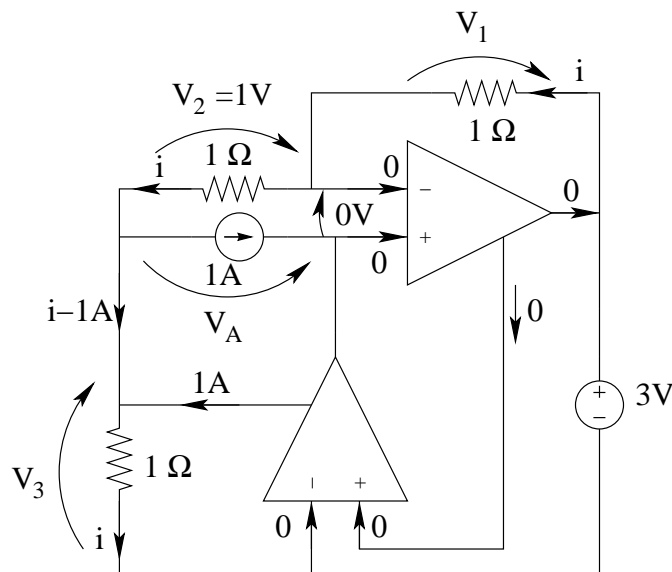 V1
i
V2 =1V
1 Ω
1 Ω
i
0
−
0V
0
+
0
1A
VA
i−1A
0
1A
+
−
3V
V3
1 Ω
−
+
0
0
i